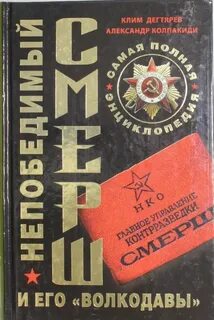 КЛИМ ДЕГТЯРЕВ
АЛЕКСАНДР КОЛПАКИДИ
НЕПОБЕДИМЫЙ
СМЕРШ
САМАЯ ПОЛНАЯ
ЭНЦИКЛОПЕДИЯ
НКО
ГЛАВНОЕ УПРАВЛЕНИЕ
КОНТРРАЗВЕДКИ
СМЕРШ
И ЕГО «ВОЛКОДАВЫ»